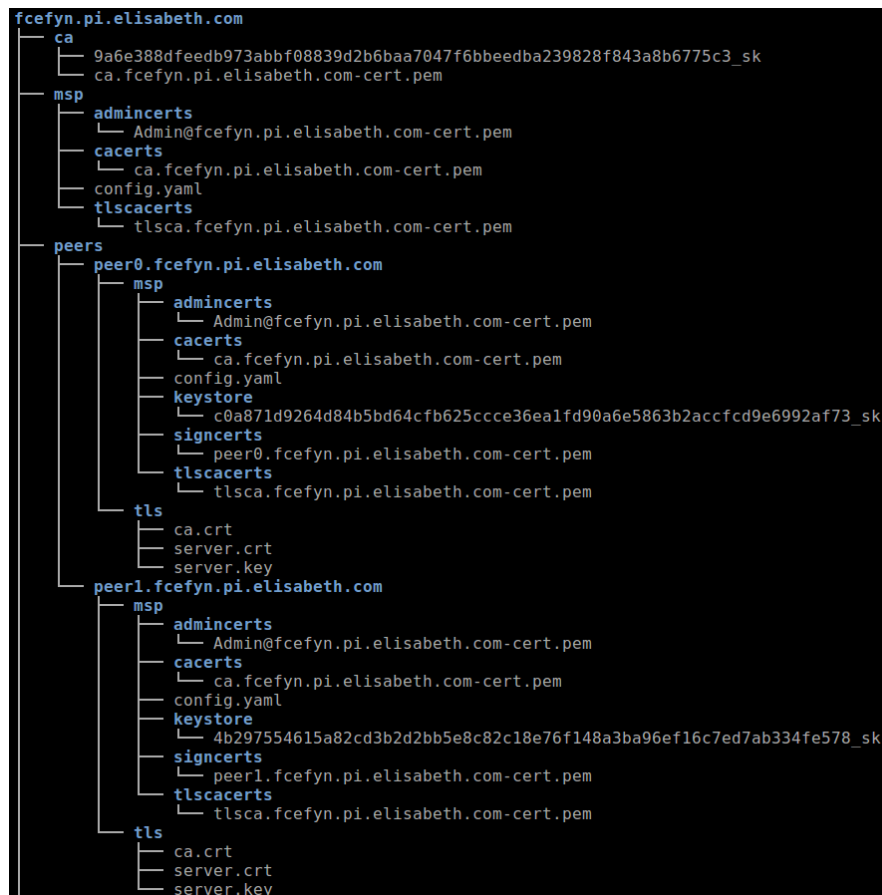 fcefyn.pi.elisabeth.com
ca
9a6e388dfeedb973abbf08839d2b6baa7047f6bbeedba239828f843a8b6775c3_sk
ca.fcefyn.pi.elisabeth.com-cert.pem
msp
admincerts
Admin@fcefyn.pi.elisabeth.com-cert.pem
cacerts
ca.fcefyn.pi.elisabeth.com-cert.pem
config.yaml
tlscacerts
tlsca.fcefyn.pi.elisabeth.com-cert.pem
peers
peer0.fcefyn.pi.elisabeth.com
msp
admincerts
Admin@fcefyn.pi.elisabeth.com-cert.pem
cacerts
ca.fcefyn.pi.elisabeth.com-cert.pem
config.yaml
keystore
c0a871d9264d84b5bd64cfb625ccce36ea1fd90a6e5863b2accfcd9e6992af73_sk
signcerts
peer0.fcefyn.pi.elisabeth.com-cert.pem
tlscacerts
tlsca.fcefyn.pi.elisabeth.com-cert.pem
tls
ca.crt
server.crt
server.key
peer1.fcefyn.pi.elisabeth.com
msp
admincerts
Admin@fcefyn.pi.elisabeth.com-cert.pem
cacerts
ca.fcefyn.pi.elisabeth.com-cert.pem
config.yaml
keystore
4b297554615a82cd3b2d2bb5e8c82c18e76f148a3ba96ef16c7ed7ab334fe578_sk
signcerts
peer1.fcefyn.pi.elisabeth.com-cert.pem
tlscacerts
tlsca.fcefyn.pi.elisabeth.com-cert.pem
tls
ca.crt
server.crt
server.key